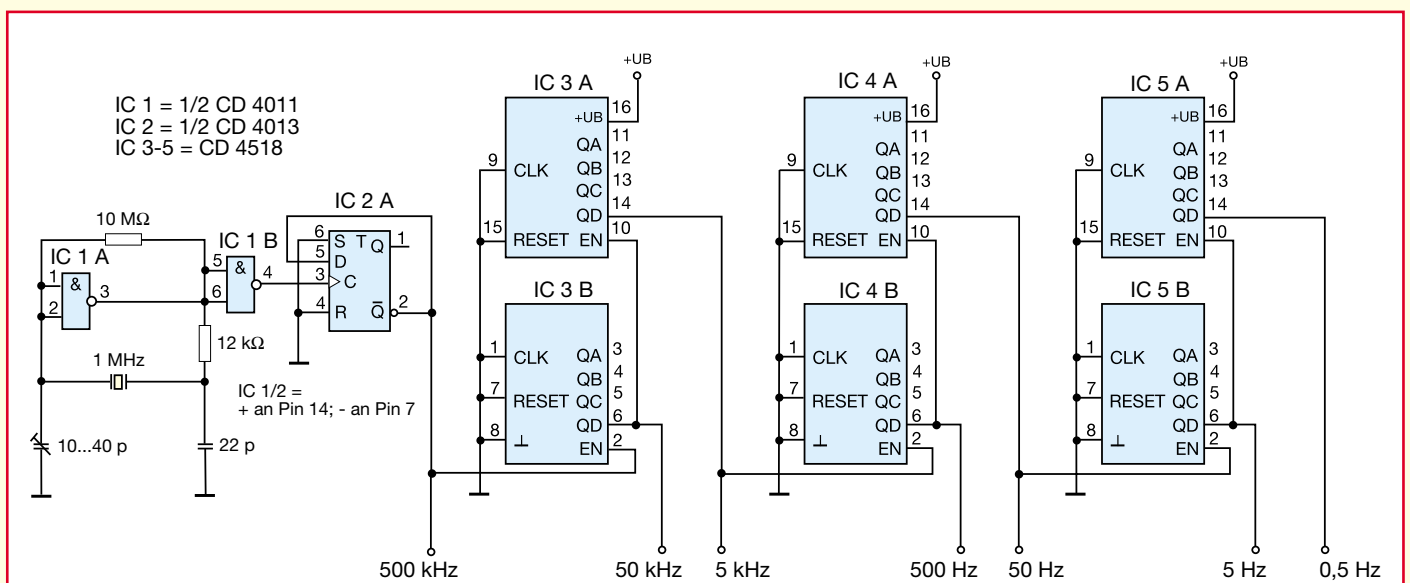 IC 1 = 1/2 CD 4011
IC 2 = 1/2 CD 4013
IC 3-5 = CD 4518
10 MΩ
IC 1 A
1
2
&
3
IC 1 B
5
6
&
4
12 kΩ
1 MHz
10...40 p
22 p
IC 1/2 =
+ an Pin 14; - an Pin 7
IC 2 A
6 S T Q 1
5 D
3 C
4 R Q̅ 2
+UB
IC 3 A
+UB 16
11
QA
9 CLK 12
QB
13
QC
14
QD
15 RESET EN 10
IC 3 B
1 CLK QA 3
QB 4
7 RESET QC 5
QD 6
8 ⊥ EN 2
+UB
IC 4 A
+UB 16
11
QA
9 CLK 12
QB
13
QC
14
QD
15 RESET EN 10
IC 4 B
1 CLK QA 3
QB 4
7 RESET QC 5
QD 6
8 ⊥ EN 2
+UB
IC 5 A
+UB 16
11
QA
9 CLK 12
QB
13
QC
14
QD
15 RESET EN 10
IC 5 B
1 CLK QA 3
QB 4
7 RESET QC 5
QD 6
8 ⊥ EN 2
500 kHz 50 kHz 5 kHz 500 Hz 50 Hz 5 Hz 0,5 Hz